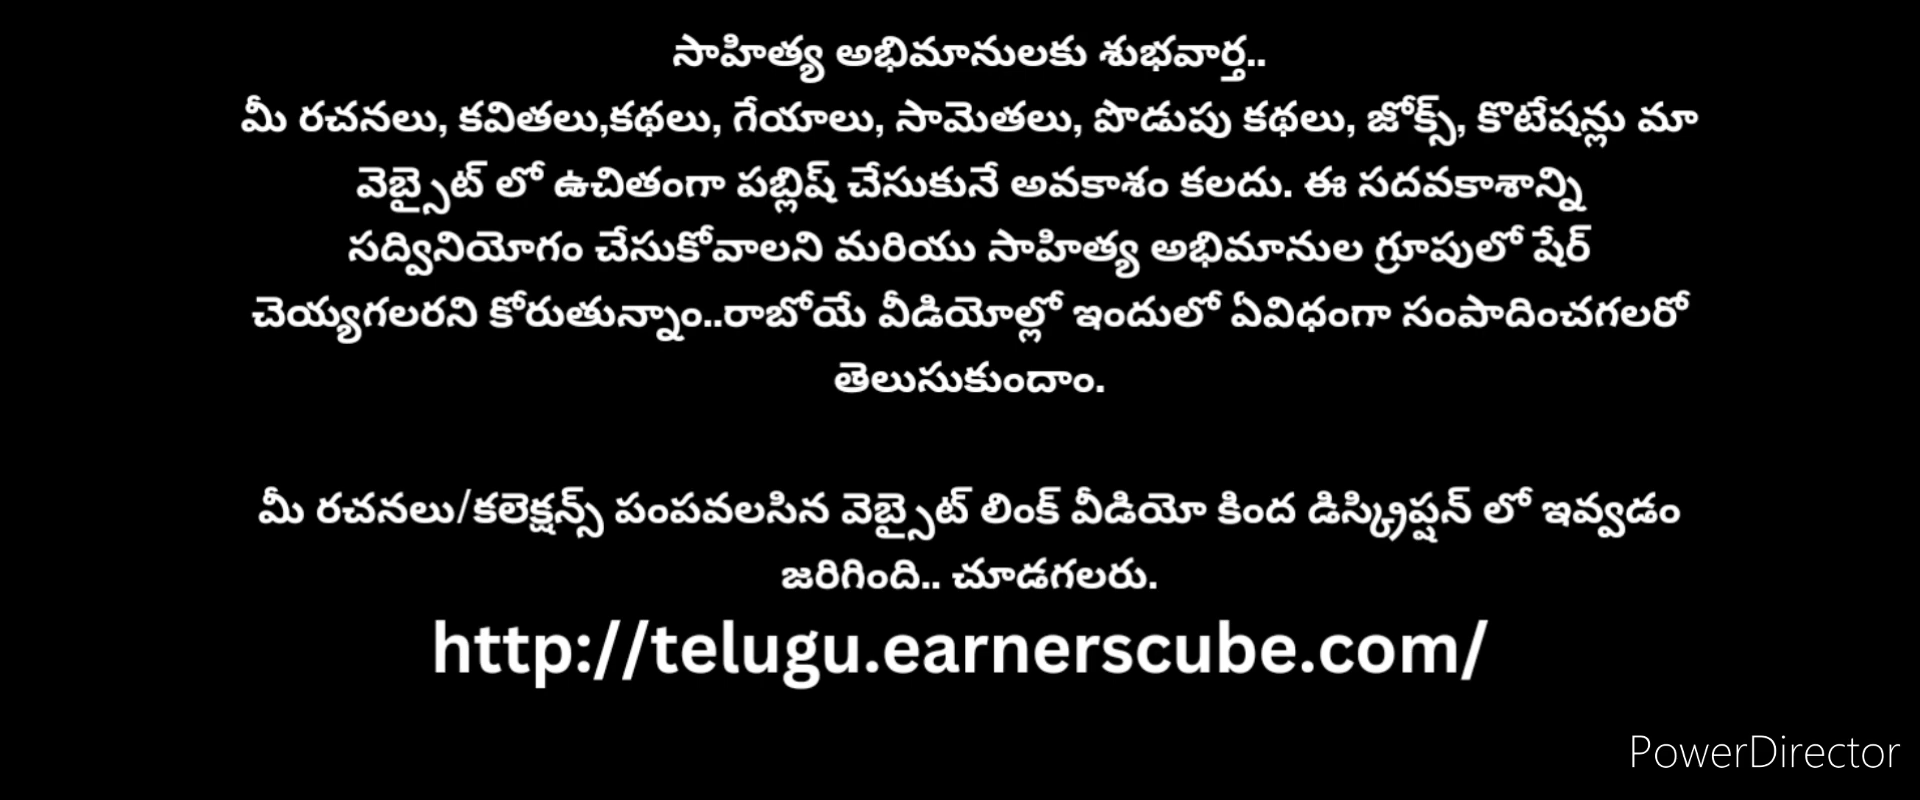 సాహిత్య అభిమానులకు శుభవార్త..
మీ రచనలు, కవితలు,కథలు, గేయాలు, సామెతలు, పొడుపు కథలు, జోక్స్, కొటేషన్లు మా
వెబ్సైట్ లో ఉచితంగా పబ్లిష్ చేసుకునే అవకాశం కలదు. ఈ సదవకాశాన్ని
సద్వినియోగం చేసుకోవాలని మరియు సాహిత్య అభిమానుల గ్రూపులో షేర్
చెయ్యగలరని కోరుతున్నాం..రాబోయే వీడియోల్లో ఇందులో ఏవిధంగా సంపాదించగలరో
తెలుసుకుందాం.
మీ రచనలు/కలెక్షన్స్ పంపవలసిన వెబ్సైట్ లింక్ వీడియో కింద డిస్క్రిప్షన్ లో ఇవ్వడం
జరిగింది.. చూడగలరు.
http://telugu.earnerscube.com/
PowerDirector